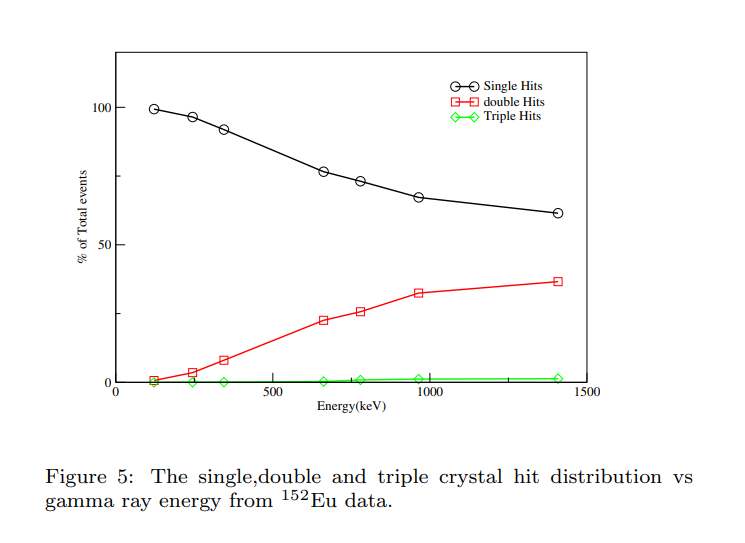 Single Hits
double Hits
Triple Hits
100
50
0
% of Total events
0 500 1000 1500
Energy(keV)
Figure 5: The single,double and triple crystal hit distribution vs
gamma ray energy from ¹⁵²Eu data.